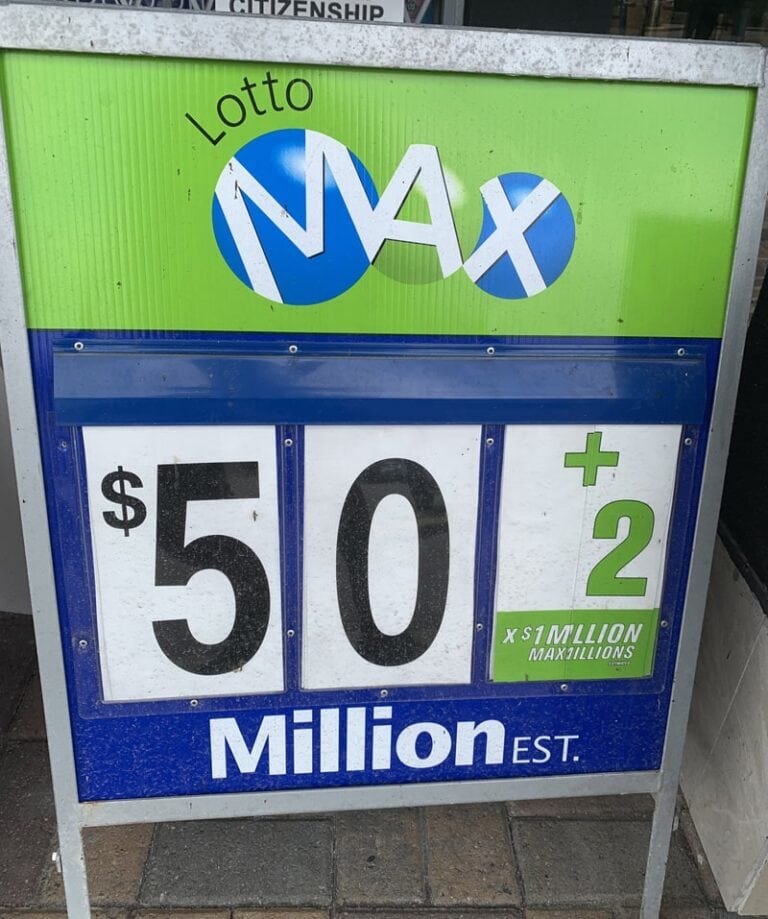 CITIZENSHIP
Lotto
MAX
$50
+
2
X $1 MILLION
MAXMILLIONS
Million EST.